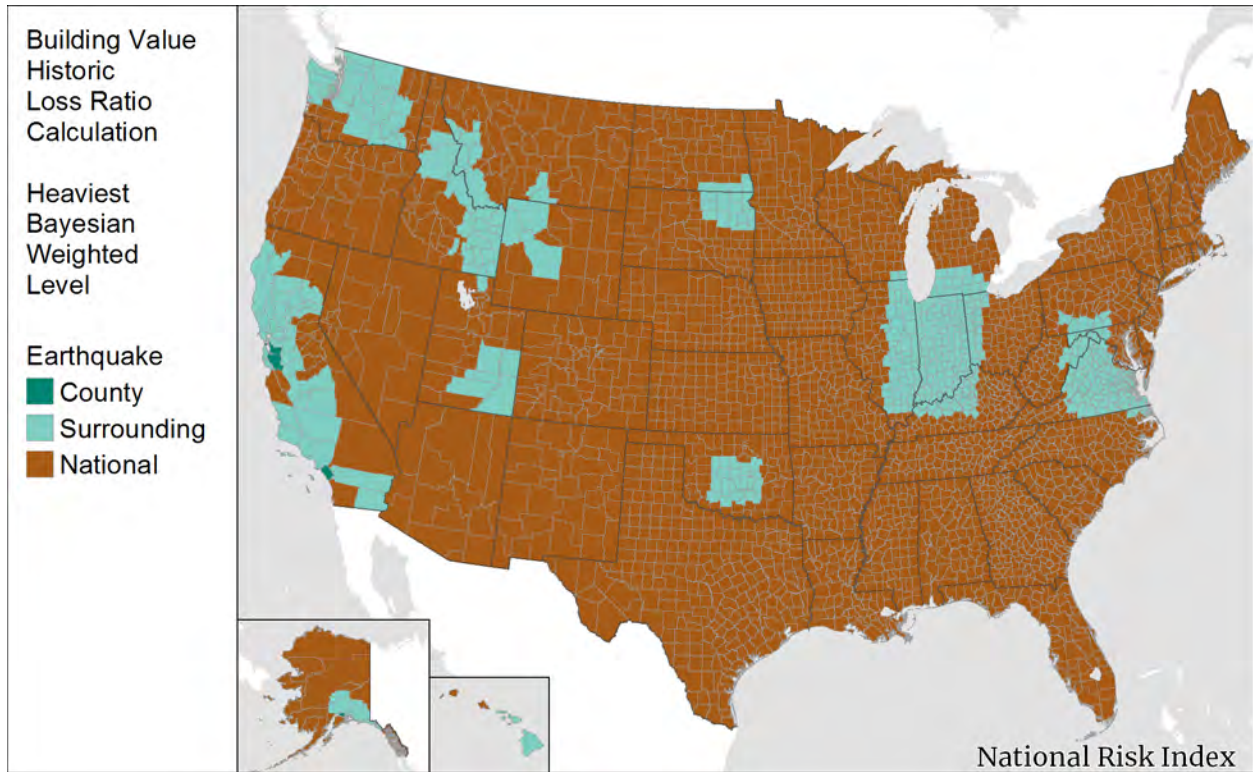 Building Value
Historic
Loss Ratio
Calculation
Heaviest
Bayesian
Weighted
Level
Earthquake
County
Surrounding
National
National Risk Index